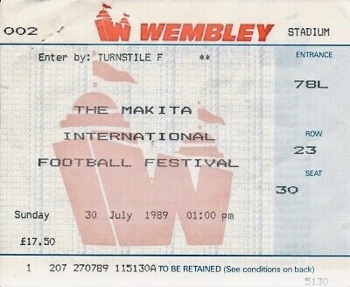 002 WEMBLEY STADIUM
Enter by: TURNSTILE F ** ENTRANCE
78L
THE MAKITA
INTERNATIONAL
FOOTBALL FESTIVAL
ROW
23
SEAT
30
Sunday 30 July 1989 01:00 pm
£17.50
1 207 270789 115130A TO BE RETAINED (See conditions on back)
5130